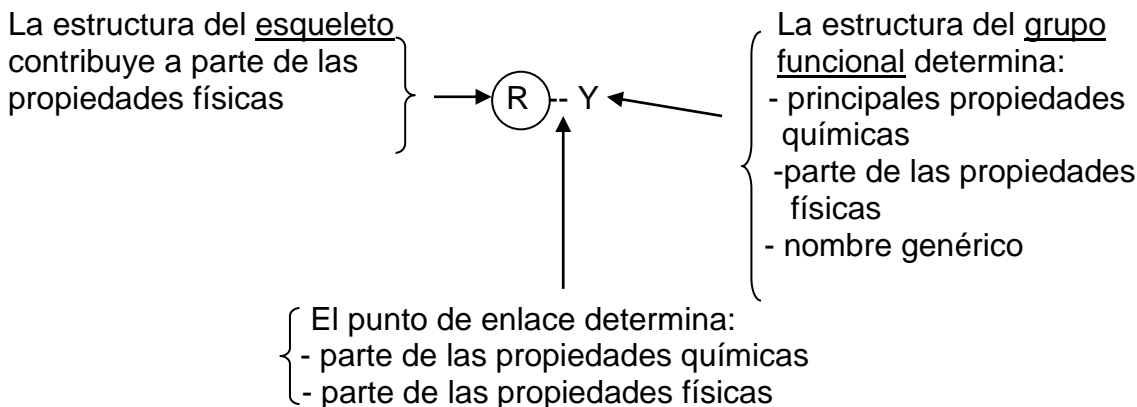 La estructura del esqueleto
contribuye a parte de las
propiedades físicas
R -- Y
La estructura del grupo
funcional determina:
- principales propiedades
químicas
-parte de las propiedades
físicas
- nombre genérico
El punto de enlace determina:
- parte de las propiedades químicas
- parte de las propiedades físicas